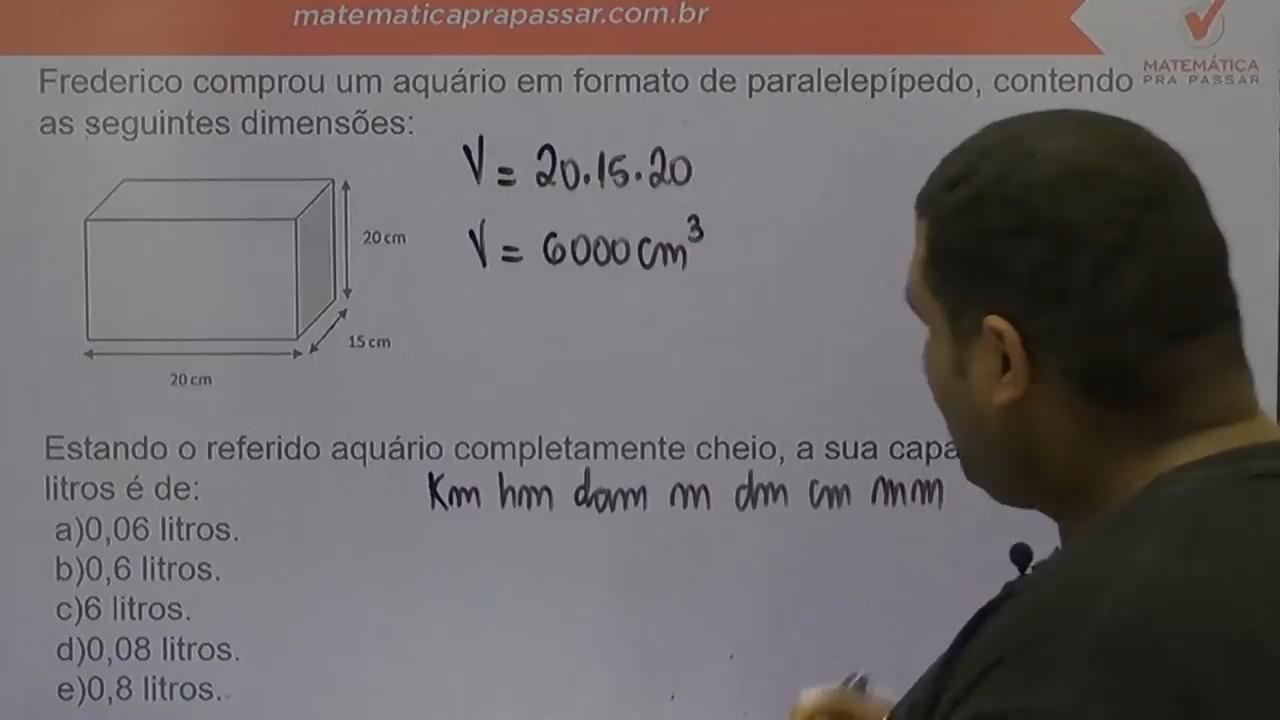 matematicaprapassar.com.br
MATEMÁTICA
PRA PASSAR
Frederico comprou um aquário em formato de paralelepípedo, contendo
as seguintes dimensões:
V = 20.15.20
V = 6000 cm³
20 cm
15 cm
20 cm
Estando o referido aquário completamente cheio, a sua
litros é de:
Km hm dam m dm cm mm
a)0,06 litros.
b)0,6 litros.
c)6 litros.
d)0,08 litros.
e)0,8 litros.